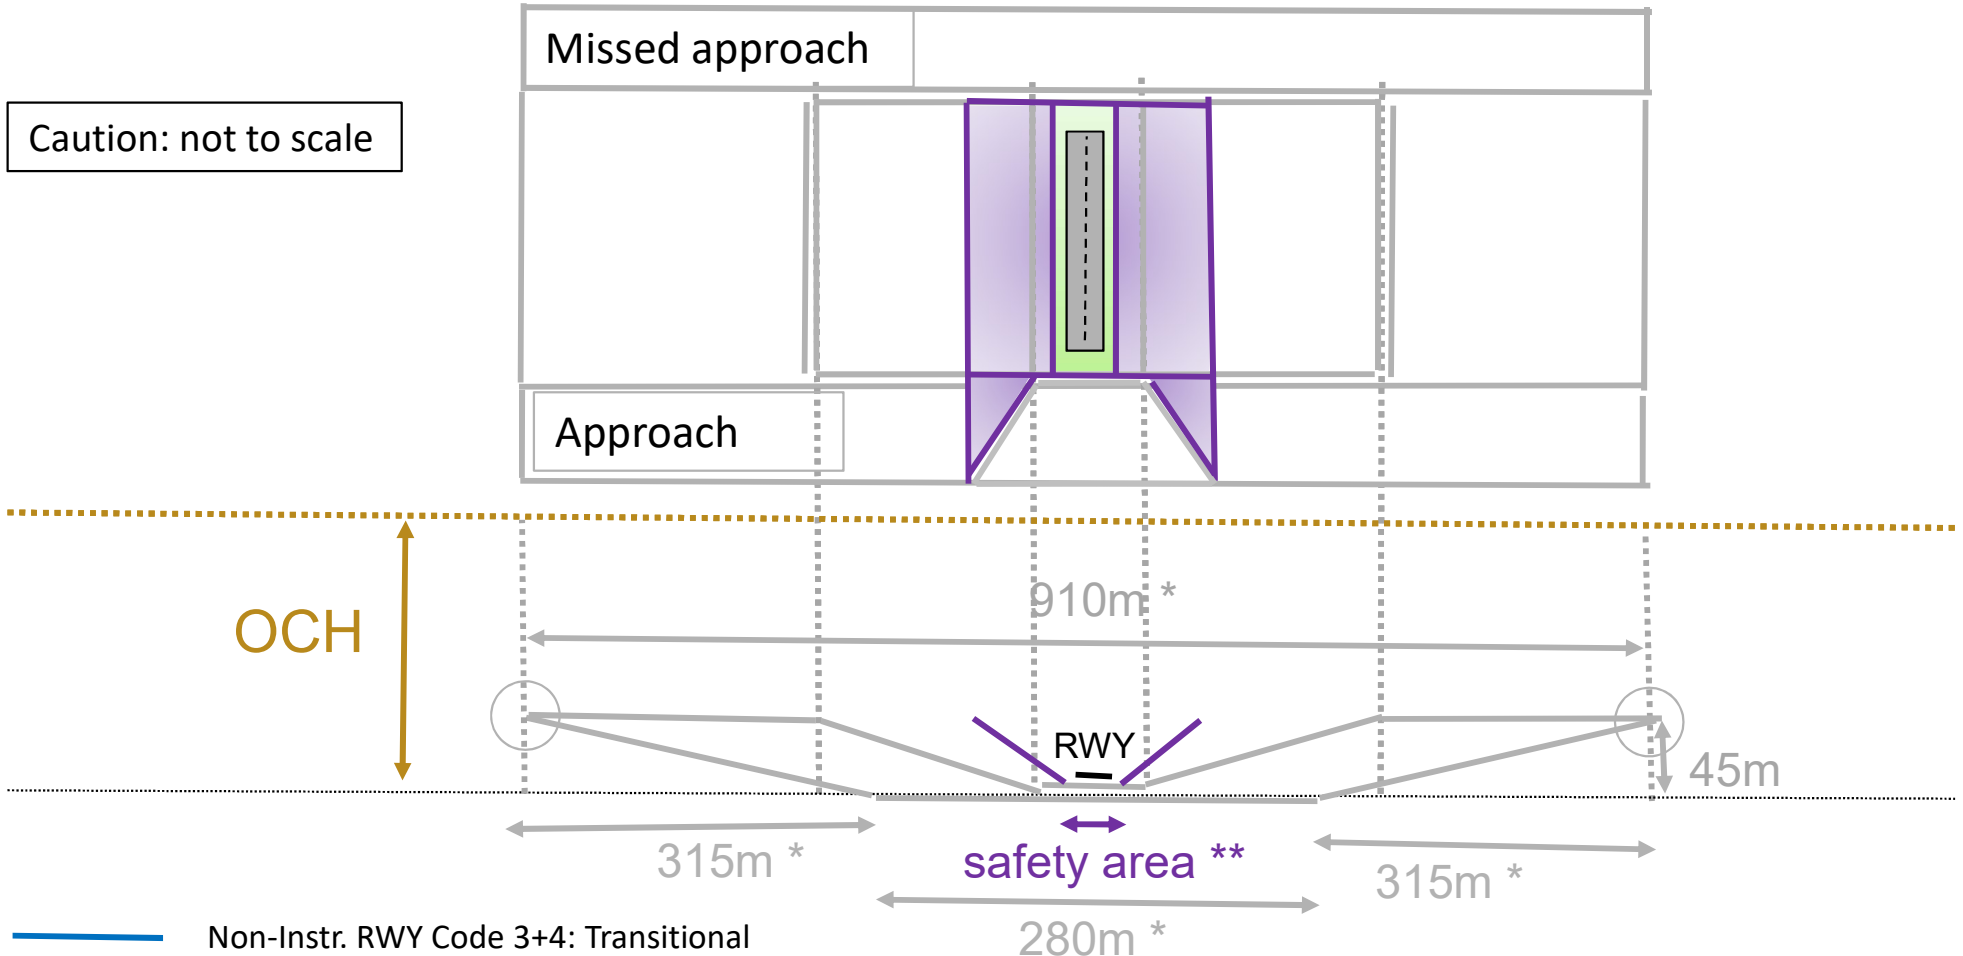 Missed approach
Caution: not to scale
Approach
910m *
OCH
RWY
45m
315m *
safety area **
315m *
280m *
Non-Instr. RWY Code 3+4: Transitional